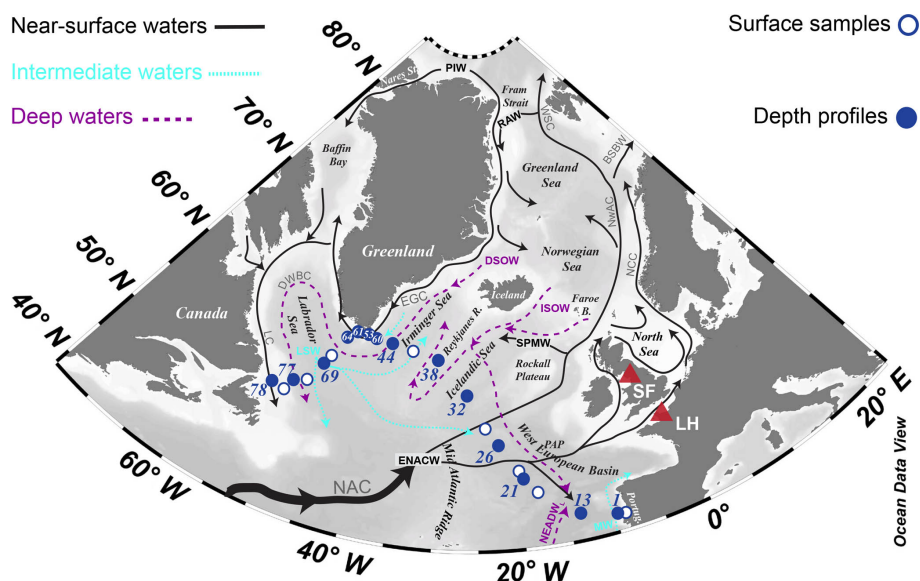 Near-surface waters
Intermediate waters
Deep waters
Surface samples
Depth profiles
80° N
70° N
60° N
50° N
40° N
60° W
40° W
20° W
0°
20° E
Nares St.
PIW
Fram
Strait
RAW
WSC
BSBW
Baffin
Bay
Greenland
Sea
NwAC
Norwegian
Sea
NCC
Greenland
Canada
DWBC
Labrador
Sea
LC
LSW
EGC
DSOW
Iceland
ISOW
Faroe
B.
Irminger Sea
Reykjanes R.
Icelandic Sea
SPMW
Rockall
Plateau
North
Sea
SF
LH
64
61
53
60
44
38
32
69
77
78
26
21
13
1
ENACW
NAC
Mid Atlantic Ridge
PAP
West European Basin
NEADW
Ocean Data View